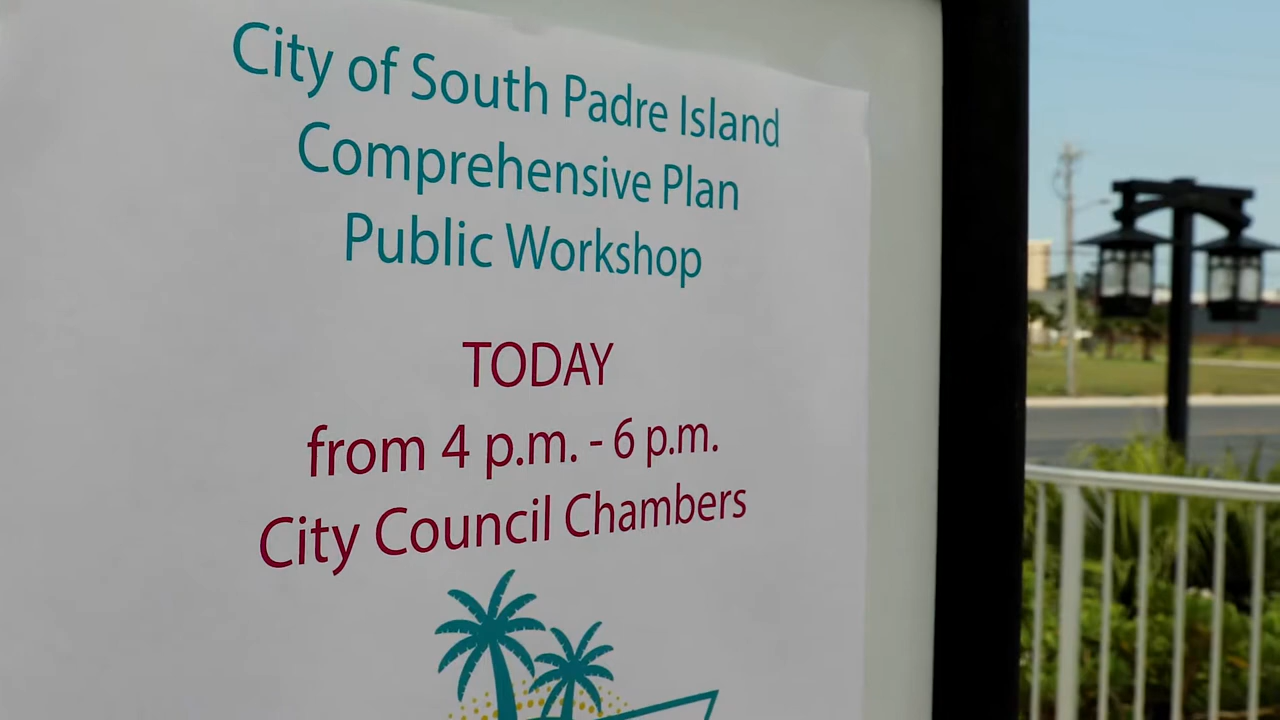 City of South Padre Island
Comprehensive Plan
Public Workshop
TODAY
from 4 p.m. - 6 p.m.
City Council Chambers